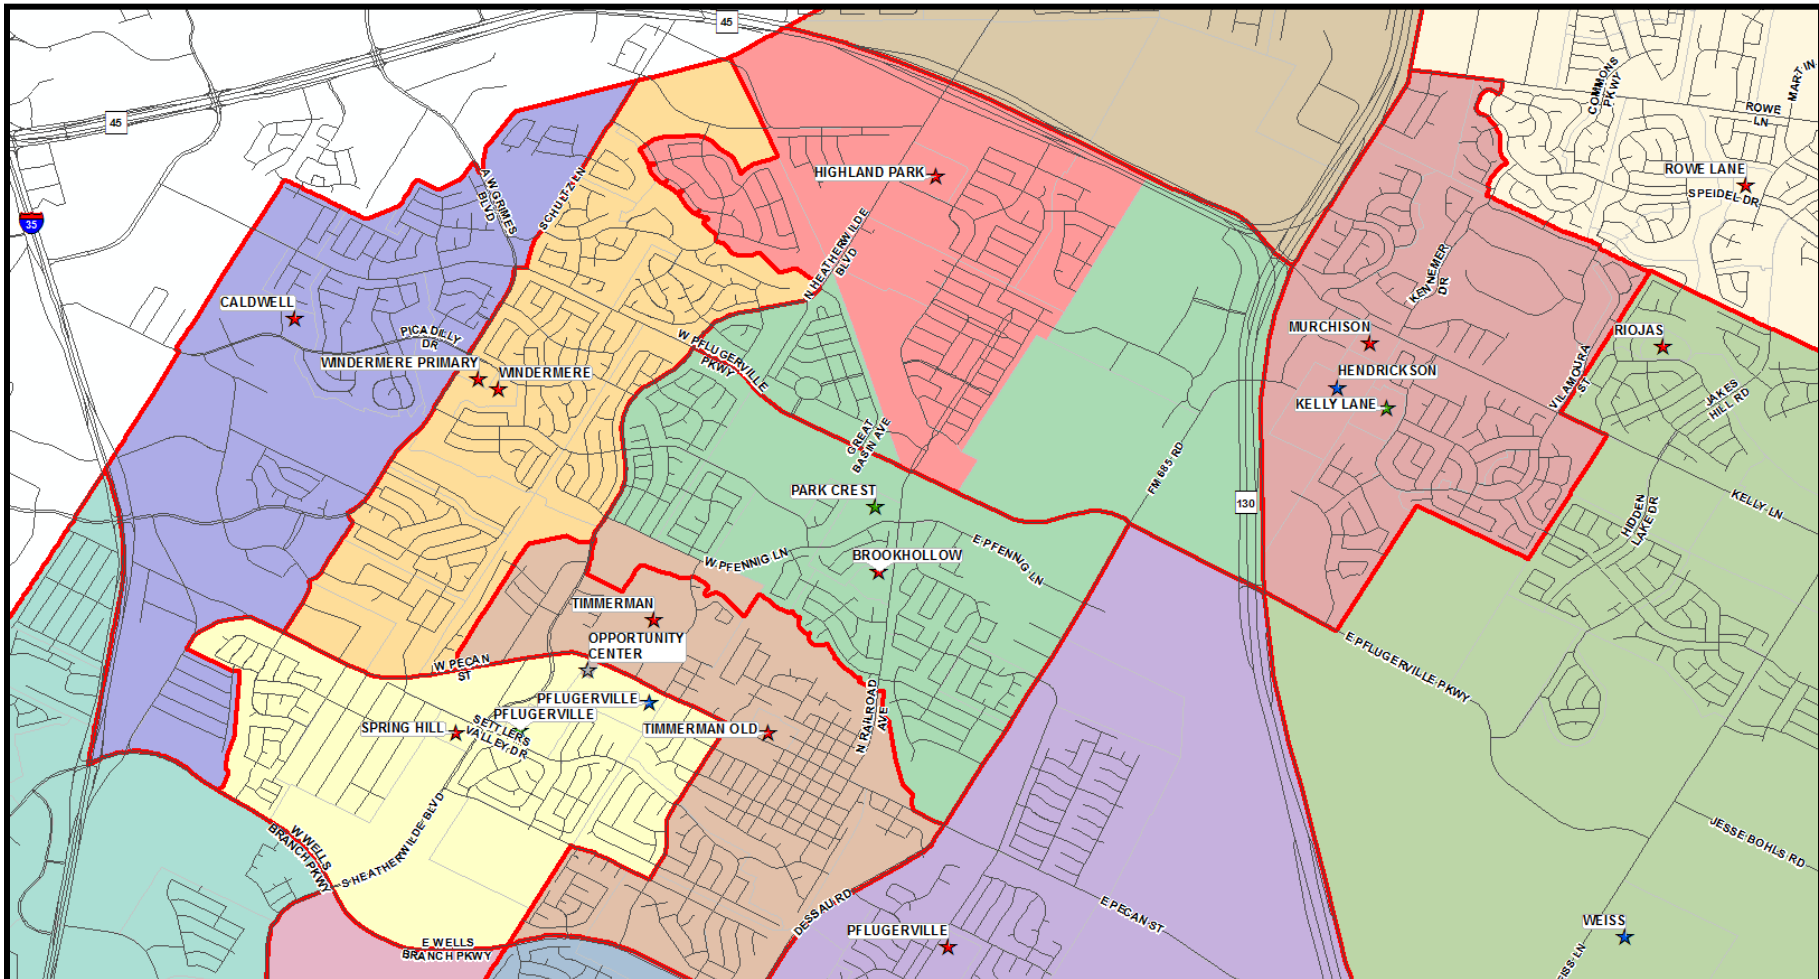 45
45
COMMONS
PKWY
MARTIN
ROWE
LN
ROWE LANE
SPEIDEL DR
HIGHLAND PARK
A W GRIMES
BLVD
SCHULTZ LN
35
N HEATHERWILDE
BLVD
KENNEMER
DR
CALDWELL
PICADILLY
DR
WINDERMERE PRIMARY
WINDERMERE
W PFLUGERVILLE
PKWY
MURCHISON
HENDRICKSON
KELLY LANE
RIOJAS
VILAMOURA
ST
JAKES
HILL RD
GREAT
BASIN AVE
FM 685 RD
PARK CREST
130
KELLY LN
HIDDEN
LAKE DR
W PFENNIG LN
BROOKHOLLOW
E PFENNIG LN
TIMMERMAN
OPPORTUNITY
CENTER
W PECAN
ST
E PFLUGERVILLE PKWY
PFLUGERVILLE
PFLUGERVILLE
SPRING HILL
SETTLERS
VALLEY DR
TIMMERMAN OLD
N RAILROAD
AVE
W WELLS
BRANCH PKWY
S HEATHERWILDE BLVD
JESSE BOHLS RD
DESSAU RD
E PECAN ST
PFLUGERVILLE
WEISS
E WELLS
BRANCH PKWY
EISS LN